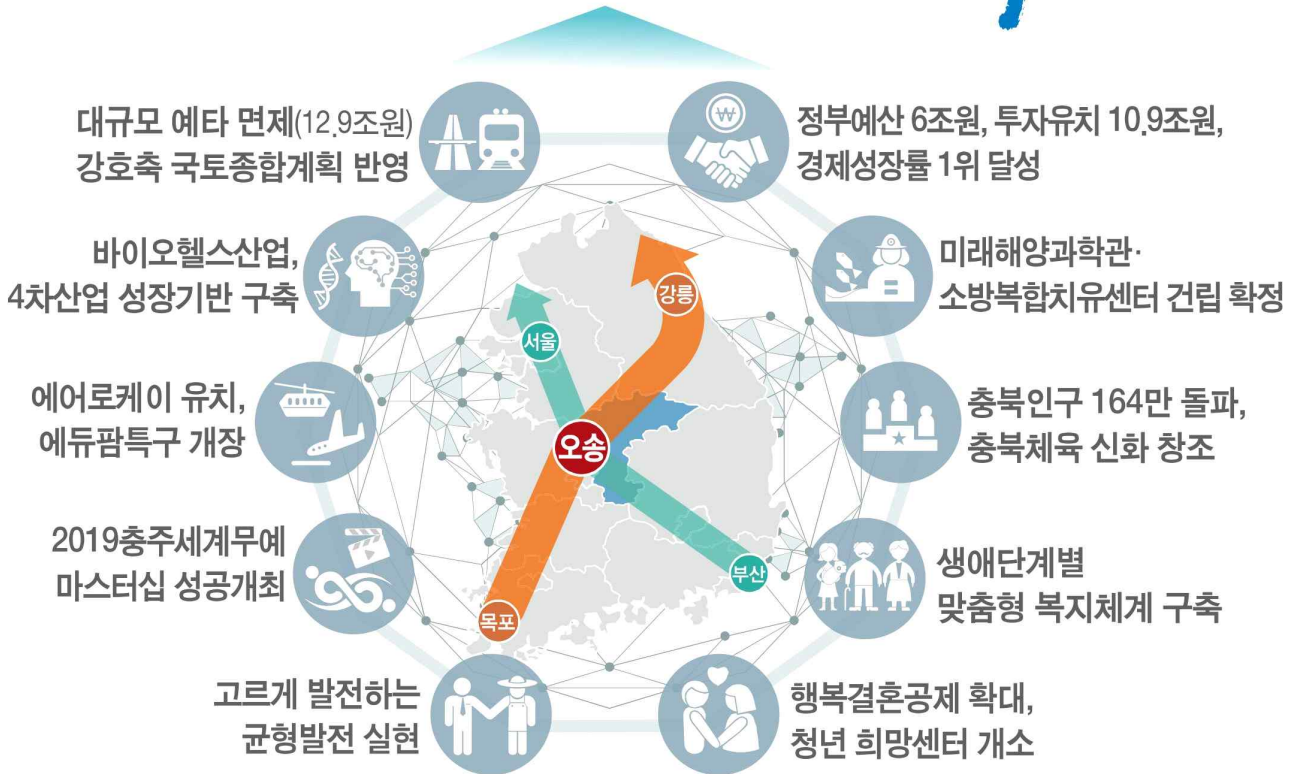 대규모 예타 면제(12.9조원)
강호축 국토종합계획 반영
정부예산 6조원, 투자유치 10.9조원,
경제성장률 1위 달성
바이오헬스산업,
4차산업 성장기반 구축
미래해양과학관·
소방복합치유센터 건립 확정
에어로케이 유치,
에듀팜특구 개장
충북인구 164만 돌파,
충북체육 신화 창조
2019충주세계무예
마스터십 성공개최
생애단계별
맞춤형 복지체계 구축
고르게 발전하는
균형발전 실현
행복결혼공제 확대,
청년 희망센터 개소
강릉
서울
오송
부산
목포